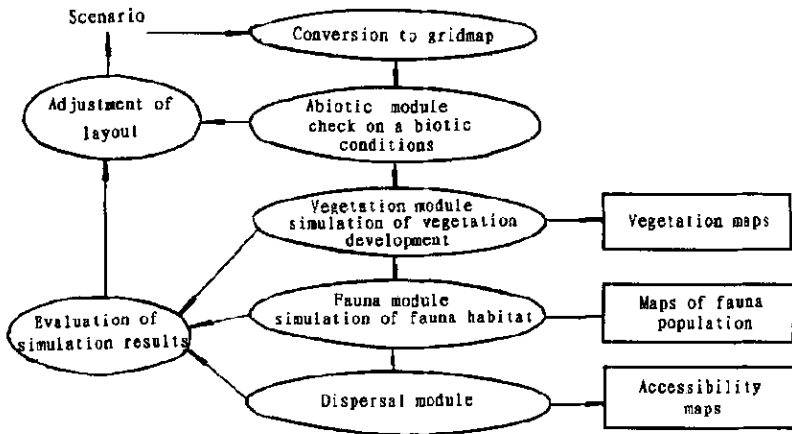 Scenario
Conversion to gridmap
Adjustment of
layout
Abiotic module
check on a biotic
conditions
Vegetation module
simulation of vegetation
development
Vegetation maps
Fauna module
simulation of fauna habitat
Maps of fauna
population
Evaluation of
simulation results
Dispersal module
Accessibility
maps